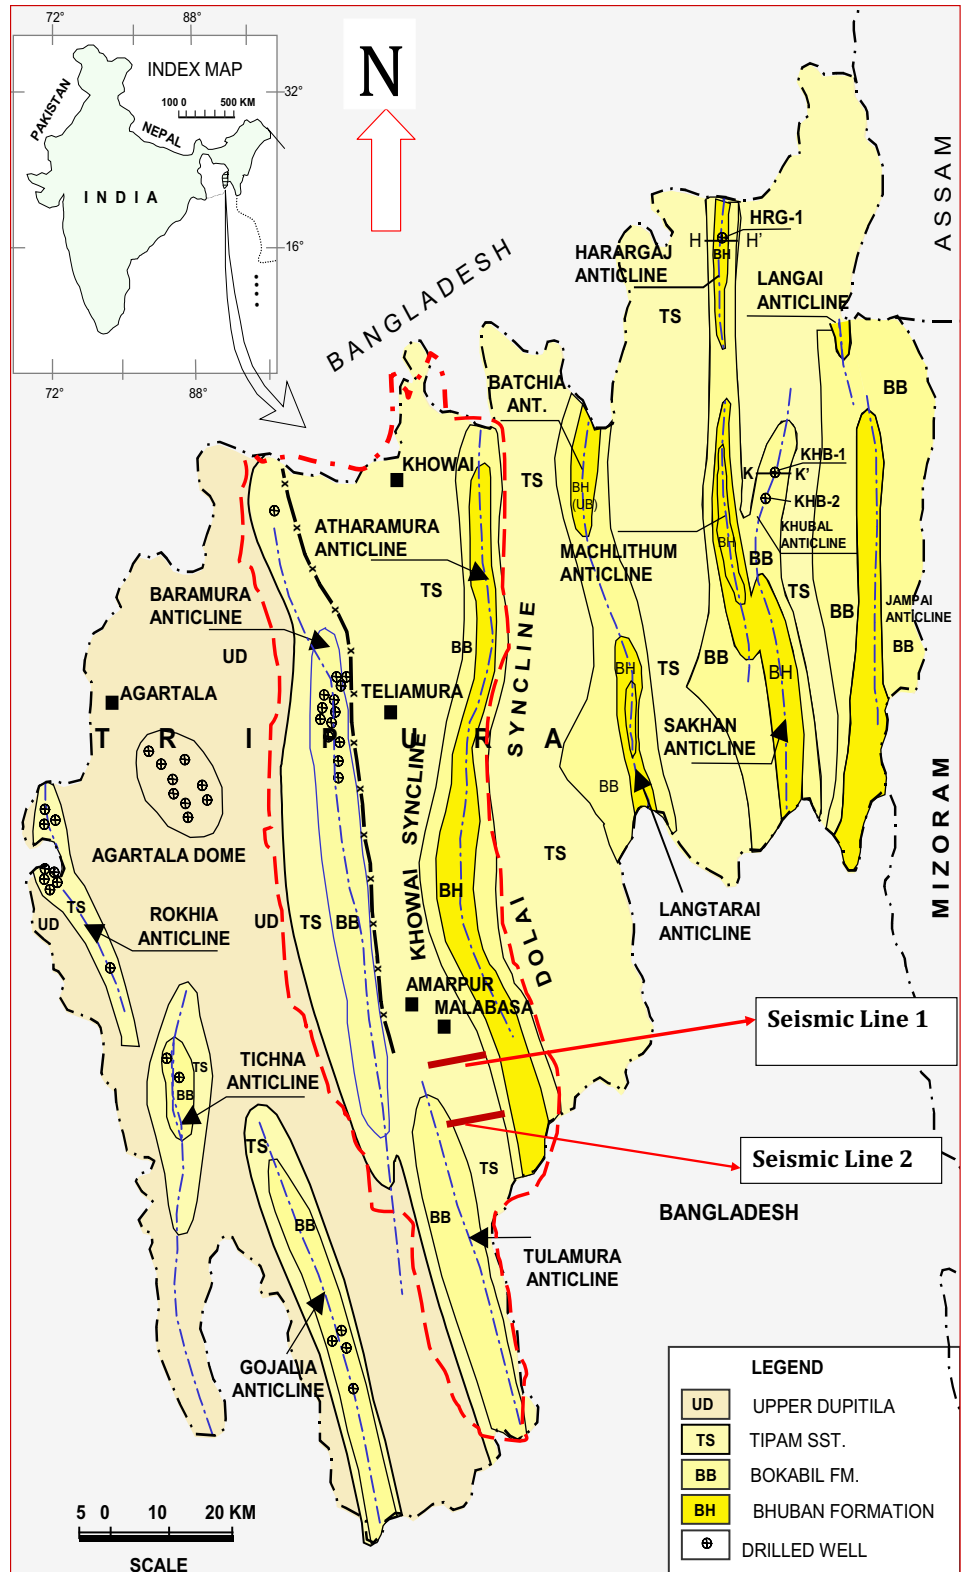 72°
88°
INDEX MAP
100 0 500 KM
32°
PAKISTAN
NEPAL
INDIA
16°
72°
88°
N
BANGLADESH
ASSAM
HRG-1
H H'
HARARGAJ
ANTICLINE
BH
LANGAI
ANTICLINE
TS
BB
BATCHIA
ANT.
KHOWAI
TS
BH
(UB)
KHB-1
K K'
KHB-2
KHUBAL
ANTICLINE
ATHARAMURA
ANTICLINE
MACHLITHUM
ANTICLINE
BH
BB
TS
BARAMURA
ANTICLINE
TS
BB
JAMPAI
ANTICLINE
BB
BB
UD
BB
BH
TS
BH
AGARTALA
TELIAMURA
SAKHAN
ANTICLINE
TRIPURA
SYNCLINE
BB
AGARTALA DOME
KHOWAI SYNCLINE
TS
BH
MIZORAM
TS
UD
ROKHIA
ANTICLINE
UD
TS
BB
LANGTARAI
ANTICLINE
DOLAI
AMARPUR
MALABASA
Seismic Line 1
TICHNA
ANTICLINE
TS
BB
TS
TS
Seismic Line 2
BB
BB
BANGLADESH
TULAMURA
ANTICLINE
GOJALIA
ANTICLINE
LEGEND
UD UPPER DUPITILA
TS TIPAM SST.
BB BOKABIL FM.
BH BHUBAN FORMATION
DRILLED WELL
5 0 10 20 KM
SCALE